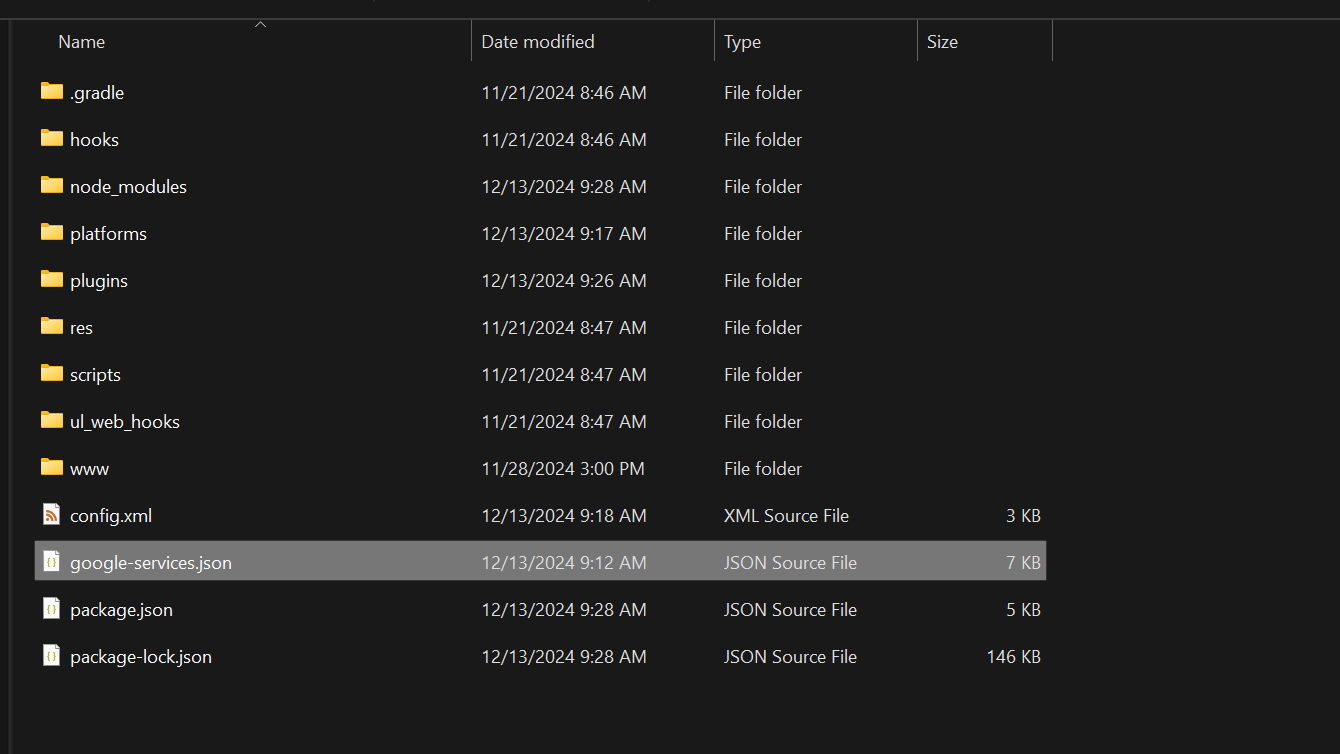 Name Date modified Type Size
.gradle 11/21/2024 8:46 AM File folder
hooks 11/21/2024 8:46 AM File folder
node_modules 12/13/2024 9:28 AM File folder
platforms 12/13/2024 9:17 AM File folder
plugins 12/13/2024 9:26 AM File folder
res 11/21/2024 8:47 AM File folder
scripts 11/21/2024 8:47 AM File folder
ul_web_hooks 11/21/2024 8:47 AM File folder
www 11/28/2024 3:00 PM File folder
config.xml 12/13/2024 9:18 AM XML Source File 3 KB
google-services.json 12/13/2024 9:12 AM JSON Source File 7 KB
package.json 12/13/2024 9:28 AM JSON Source File 5 KB
package-lock.json 12/13/2024 9:28 AM JSON Source File 146 KB